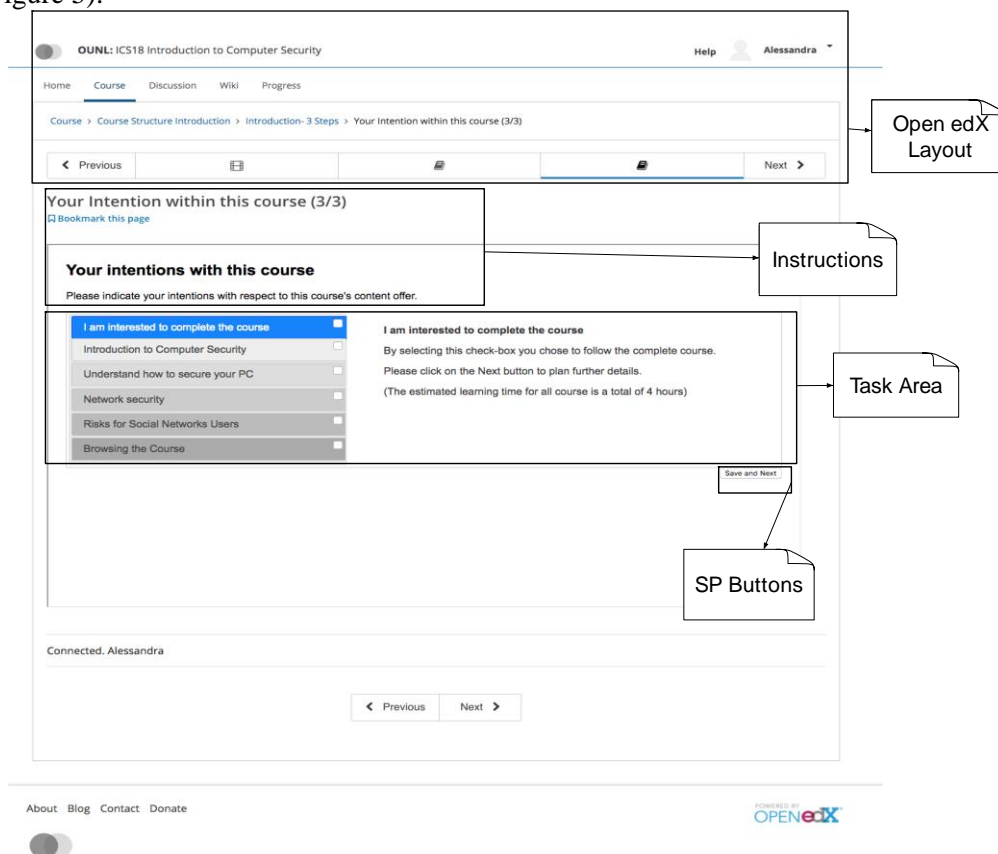 igure 3).
OUNL: ICS18 Introduction to Computer Security
Help Alessandra
Home Course Discussion Wiki Progress
Course > Course Structure Introduction > Introduction- 3 Steps > Your Intention within this course (3/3)
Open edX
Layout
Previous
Next
Your Intention within this course (3/3)
Bookmark this page
Instructions
Your intentions with this course
Please indicate your intentions with respect to this course's content offer.
I am interested to complete the course
Introduction to Computer Security
Understand how to secure your PC
Network security
Risks for Social Networks Users
Browsing the Course
I am interested to complete the course
By selecting this check-box you chose to follow the complete course.
Please click on the Next button to plan further details.
(The estimated learning time for all course is a total of 4 hours)
Task Area
Save and Next
SP Buttons
Connected. Alessandra
Previous Next
About Blog Contact Donate
POWERED BY
OPEN edX